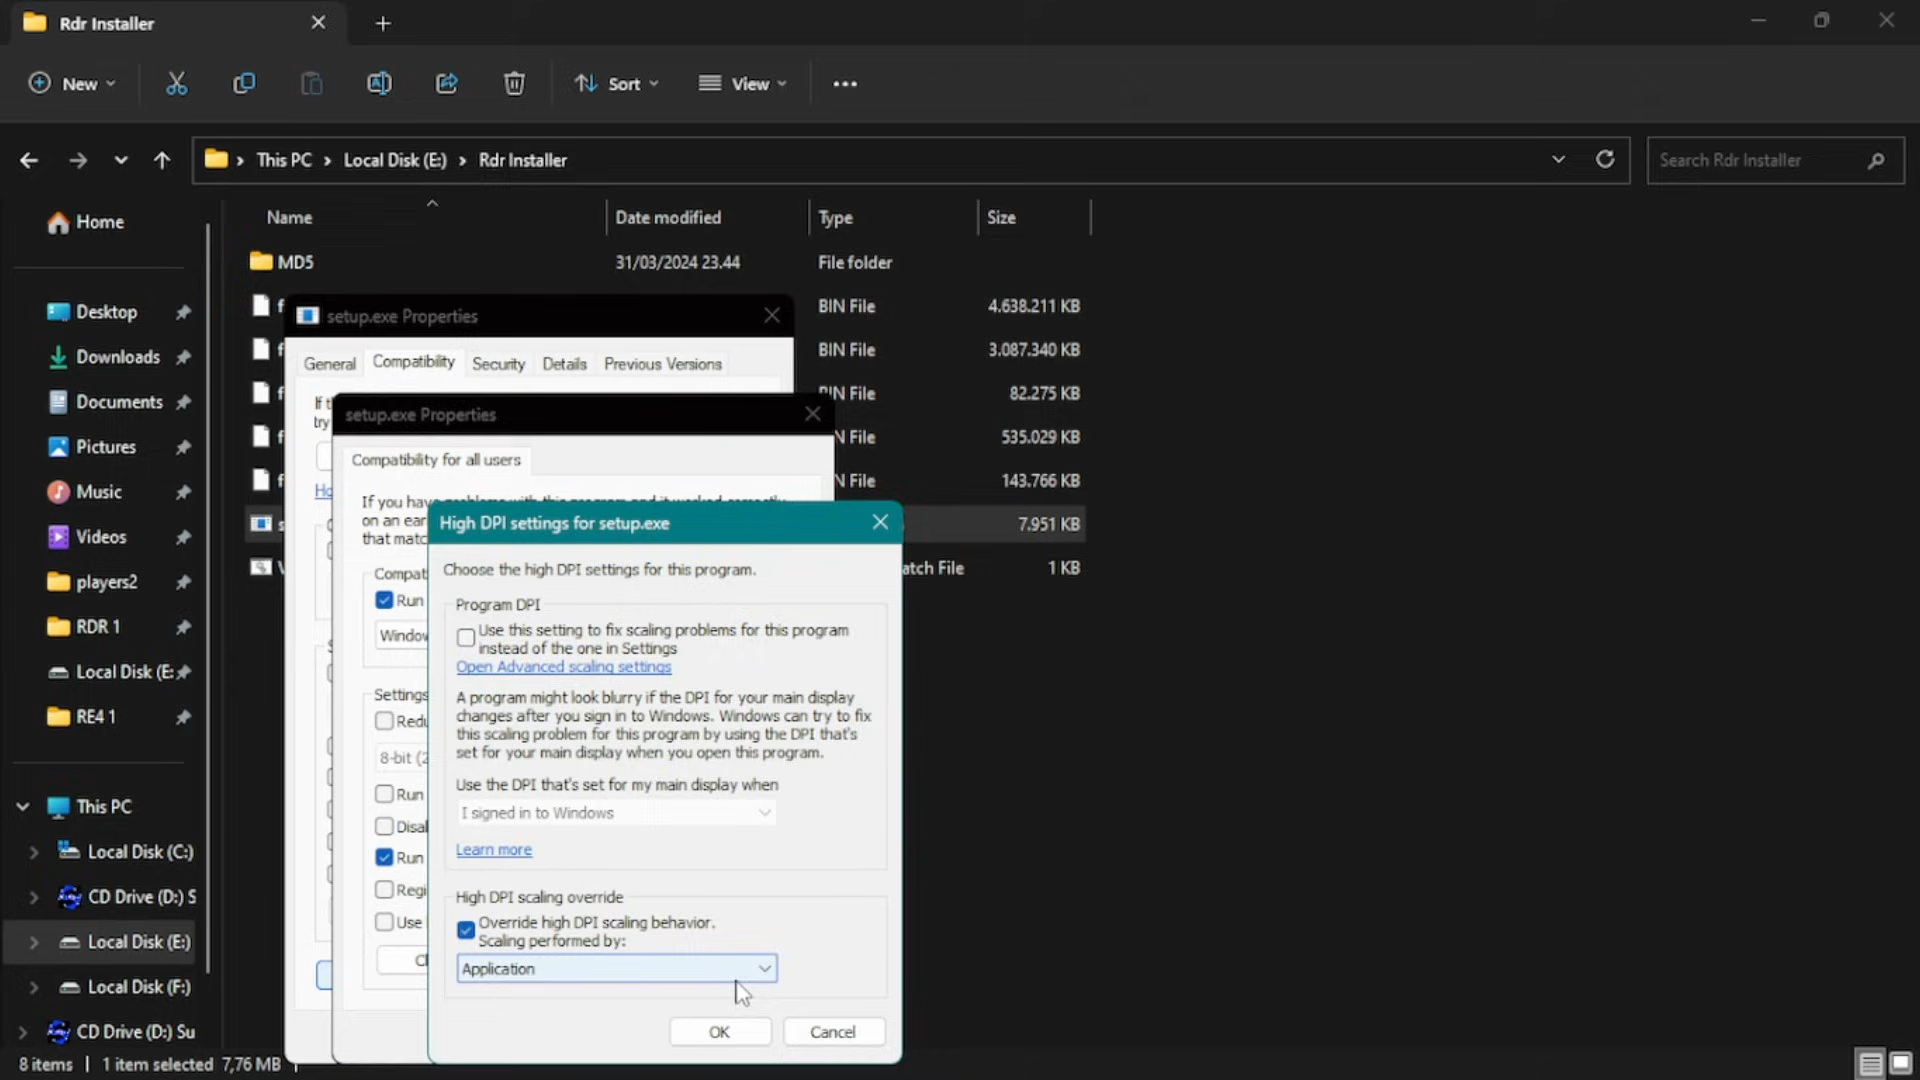 Rdr Installer
New
Sort
View
This PC > Local Disk (E:) > Rdr Installer
Search Rdr Installer
Name
Date modified
Type
Size
Home
Desktop
Downloads
Documents
Pictures
Music
Videos
players2
RDR 1
Local Disk (E:
RE4 1
This PC
Local Disk (C:)
CD Drive (D:) S
Local Disk (E:)
Local Disk (F:)
CD Drive (D:) Su
MD5
31/03/2024 23.44
File folder
BIN File
4.638.211 KB
BIN File
3.087.340 KB
BIN File
82.275 KB
N File
535.029 KB
N File
143.766 KB
7.951 KB
atch File
1 KB
setup.exe Properties
General
Compatibility
Security
Details
Previous Versions
If t
try
Ho
setup.exe Properties
Compatibility for all users
If you have problems with this program and it worked correctly
on an ear
that matc
Compat
Run
Window
Settings
Redu
8-bit (2
Run
Disal
Run
Regi
Use
Cl
High DPI settings for setup.exe
Choose the high DPI settings for this program.
Program DPI
Use this setting to fix scaling problems for this program
instead of the one in Settings
Open Advanced scaling settings
A program might look blurry if the DPI for your main display
changes after you sign in to Windows. Windows can try to fix
this scaling problem for this program by using the DPI that's
set for your main display when you open this program.
Use the DPI that's set for my main display when
I signed in to Windows
Learn more
High DPI scaling override
Override high DPI scaling behavior.
Scaling performed by:
Application
OK
Cancel
8 items
1 item selected 7,76 MB